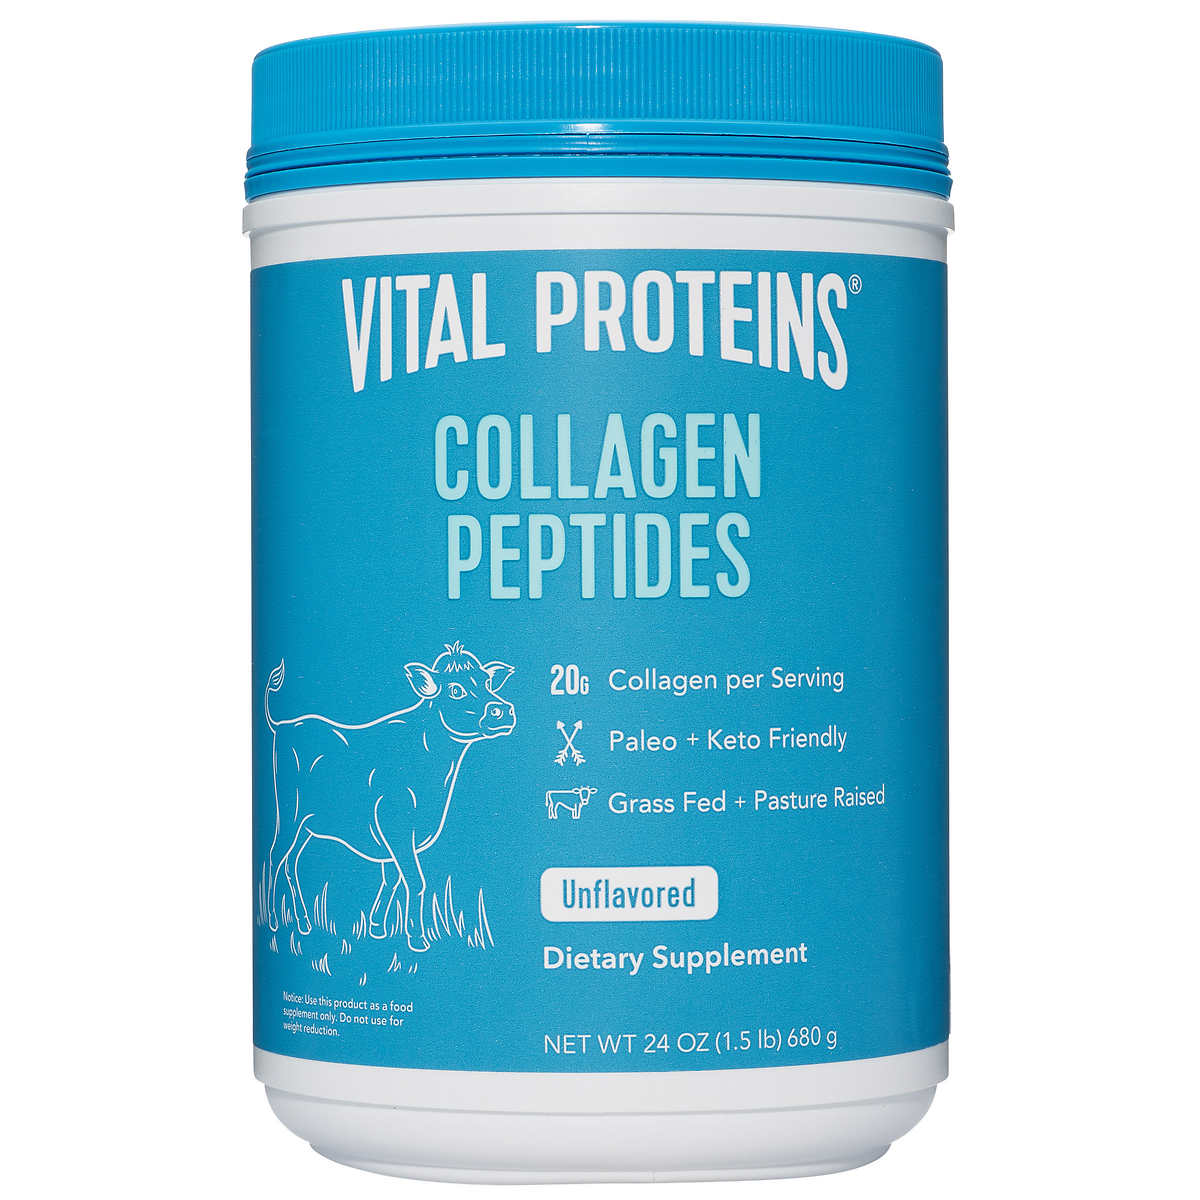 VITAL PROTEINS®
COLLAGEN
PEPTIDES
20G Collagen per Serving
Paleo + Keto Friendly
Grass Fed + Pasture Raised
Unflavored
Dietary Supplement
Notice: Use this product as a food
supplement only. Do not use for
weight reduction.
NET WT 24 OZ (1.5 lb) 680 g